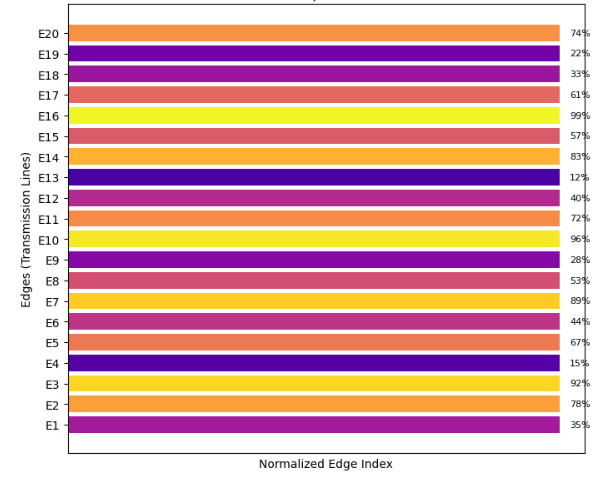 E20 74%
E19 22%
E18 33%
E17 61%
E16 99%
E15 57%
E14 83%
E13 12%
E12 40%
E11 72%
E10 96%
E9 28%
E8 53%
E7 89%
E6 44%
E5 67%
E4 15%
E3 92%
E2 78%
E1 35%
Edges (Transmission Lines)
Normalized Edge Index